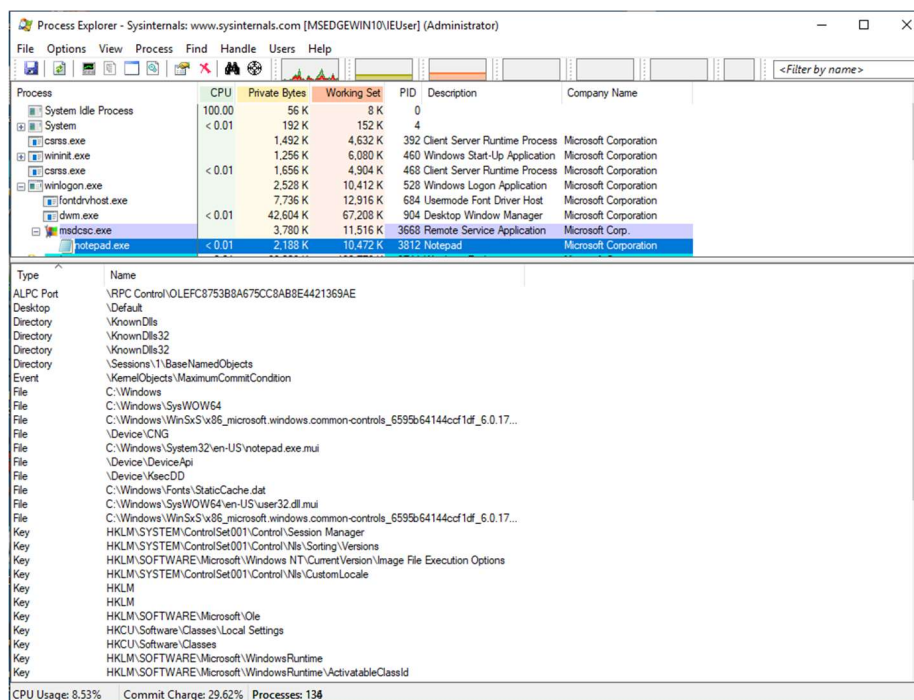 Process Explorer - Sysinternals: www.sysinternals.com [MSEDGEWIN10\IEUser] (Administrator)
File Options View Process Find Handle Users Help
<Filter by name>
Process CPU Private Bytes Working Set PID Description Company Name
System Idle Process 100.00 56 K 8 K 0
System < 0.01 192 K 152 K 4
csrss.exe 1,492 K 4,632 K 392 Client Server Runtime Process Microsoft Corporation
wininit.exe 1,256 K 6,080 K 460 Windows Start-Up Application Microsoft Corporation
csrss.exe < 0.01 1,656 K 4,904 K 468 Client Server Runtime Process Microsoft Corporation
winlogon.exe 2,528 K 10,412 K 528 Windows Logon Application Microsoft Corporation
fontdrvhost.exe 7,736 K 12,916 K 684 Usermode Font Driver Host Microsoft Corporation
dwm.exe < 0.01 42,604 K 67,208 K 904 Desktop Window Manager Microsoft Corporation
msdcsc.exe 3,780 K 11,516 K 3668 Remote Service Application Microsoft Corp.
notepad.exe < 0.01 2,188 K 10,472 K 3812 Notepad Microsoft Corporation
Type Name
ALPC Port \RPC Control\OLEFC8753B8A675CC8AB8E4421369AE
Desktop \Default
Directory \KnownDlls
Directory \KnownDlls32
Directory \KnownDlls32
Directory \Sessions\1\BaseNamedObjects
Event \KernelObjects\MaximumCommitCondition
File C:\Windows
File C:\Windows\SysWOW64
File C:\Windows\WinSxS\x86_microsoft.windows.common-controls_6595b64144ccf1df_6.0.17...
File \Device\CNG
File C:\Windows\System32\en-US\notepad.exe.mui
File \Device\DeviceApi
File \Device\KsecDD
File C:\Windows\Fonts\StaticCache.dat
File C:\Windows\SysWOW64\en-US\user32.dll.mui
File C:\Windows\WinSxS\x86_microsoft.windows.common-controls_6595b64144ccf1df_6.0.17...
Key HKLM\SYSTEM\ControlSet001\Control\Session Manager
Key HKLM\SYSTEM\ControlSet001\Control\Nls\Sorting\Versions
Key HKLM\SOFTWARE\Microsoft\Windows NT\CurrentVersion\Image File Execution Options
Key HKLM\SYSTEM\ControlSet001\Control\Nls\CustomLocale
Key HKLM
Key HKLM
Key HKLM\SOFTWARE\Microsoft\Ole
Key HKCU\Software\Classes\Local Settings
Key HKCU\Software\Classes
Key HKLM\SOFTWARE\Microsoft\WindowsRuntime
Key HKLM\SOFTWARE\Microsoft\WindowsRuntime\ActivatableClassId
CPU Usage: 8.53% Commit Charge: 29.62% Processes: 134